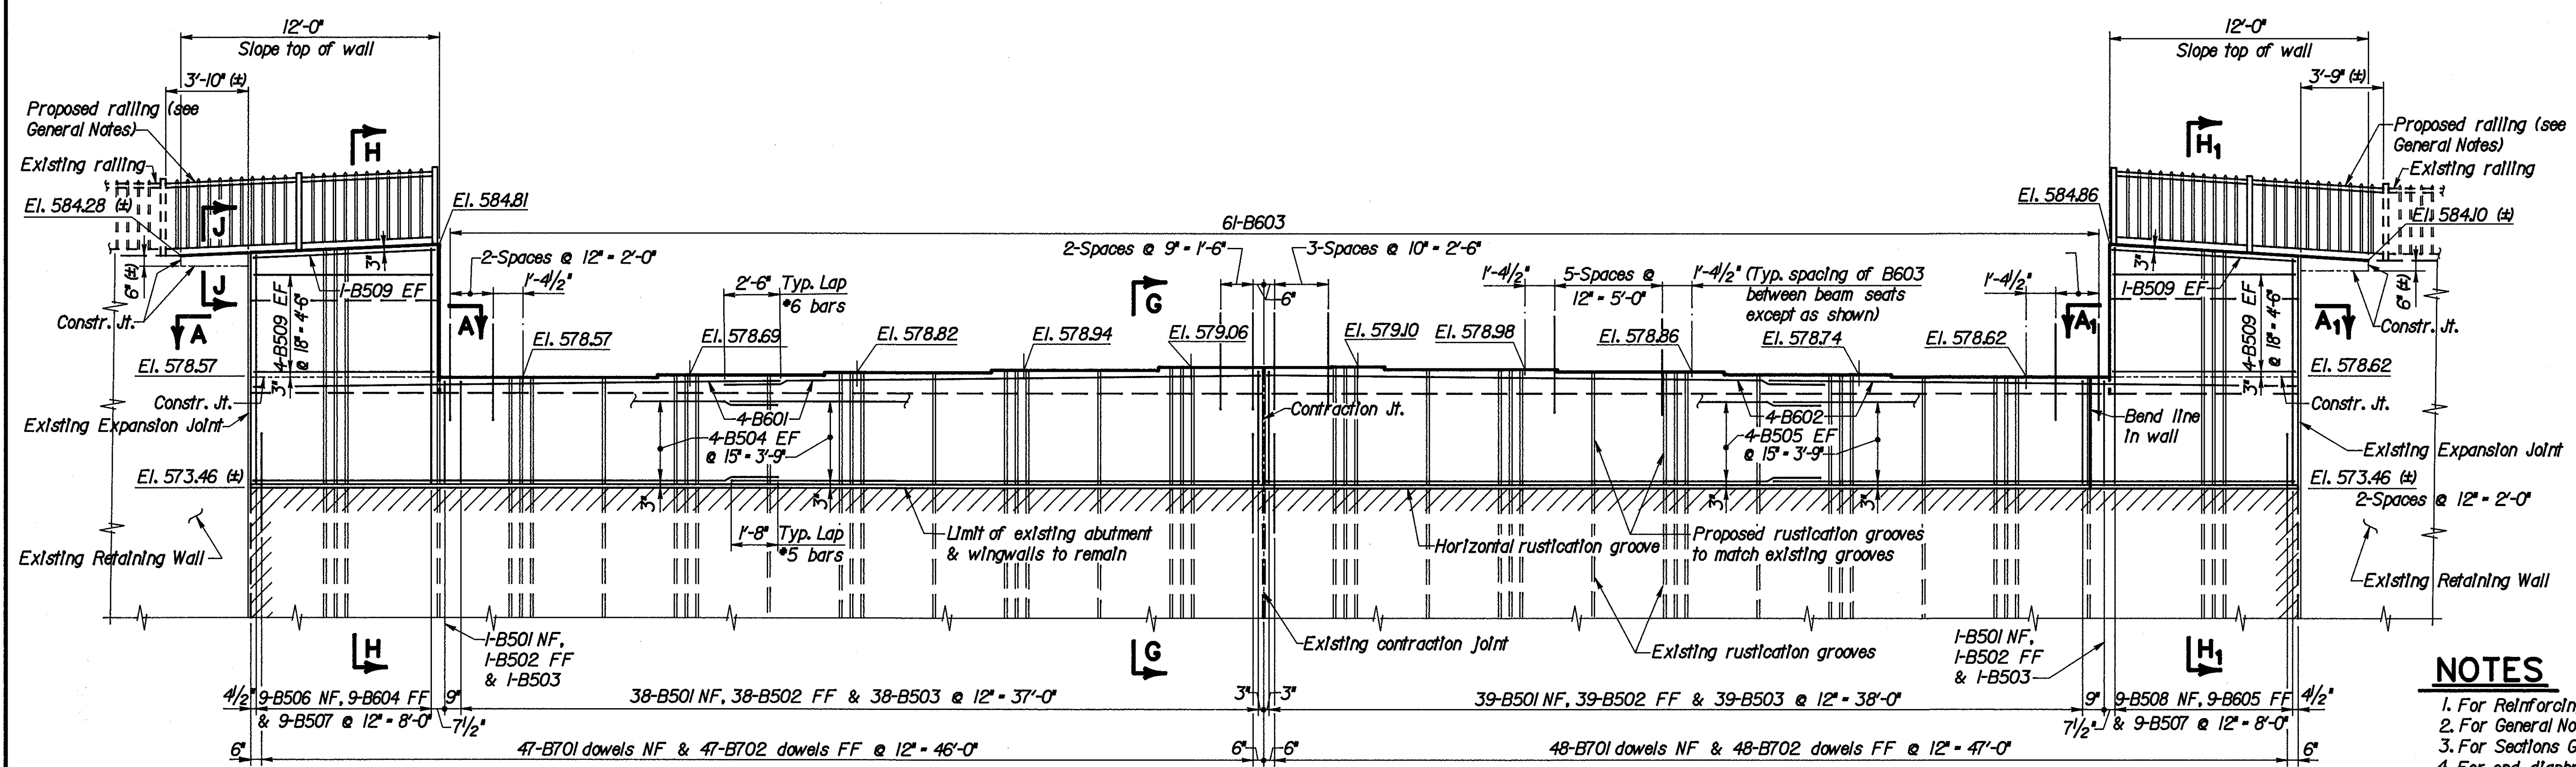 12'-0"
Slope top of wall
3'-10" (±)
Proposed railing (see
General Notes)
Existing railing
H
El. 584.28 (±)
J
J
6" (±)
Constr. Jt.
A
El. 584.81
3"
1-B509 EF
4-B509 EF
@ 18" = 4'-6"
3"
A
El. 578.57
Constr. Jt.
Existing Expansion Joint
El. 573.46 (±)
Existing Retaining Wall
61-B603
2-Spaces @ 12" = 2'-0"
1'-4 1/2"
2'-6" Typ. Lap
#6 bars
2-Spaces @ 9" = 1'-6"
3-Spaces @ 10" = 2'-6"
6"
G
1'-4 1/2"
5-Spaces @
12" = 5'-0"
1'-4 1/2" (Typ. spacing of B603
between beam seats
except as shown)
El. 578.57
El. 578.69
El. 578.82
El. 578.94
El. 579.06
El. 579.10
El. 578.98
El. 578.86
El. 578.74
El. 578.62
4-B601
4-B504 EF
@ 15" = 3'-9"
3"
3"
Contraction Jt.
4-B602
4-B505 EF
@ 15" = 3'-9"
3"
3"
Bend line
in wall
1'-8" Typ. Lap
#5 bars
Limit of existing abutment
& wingwalls to remain
Horizontal rustication groove
Proposed rustication grooves
to match existing grooves
12'-0"
Slope top of wall
3'-9" (±)
H1
Proposed railing (see
General Notes)
Existing railing
El. 584.86
El. 584.10 (±)
1'-4 1/2"
A1
3"
1-B509 EF
4-B509 EF
@ 18" = 4'-6"
3"
6" (±)
A1
Constr. Jt.
El. 578.62
Constr. Jt.
Existing Expansion Joint
El. 573.46 (±)
2-Spaces @ 12" = 2'-0"
Existing Retaining Wall
H
1-B501 NF,
1-B502 FF
& 1-B503
G
Existing contraction joint
Existing rustication grooves
1-B501 NF,
1-B502 FF
& 1-B503
H1
4 1/2"
9-B506 NF, 9-B604 FF
& 9-B507 @ 12" = 8'-0"
9"
7 1/2"
38-B501 NF, 38-B502 FF & 38-B503 @ 12" = 37'-0"
3"
3"
39-B501 NF, 39-B502 FF & 39-B503 @ 12" = 38'-0"
9"
7 1/2"
9-B508 NF, 9-B605 FF
& 9-B507 @ 12" = 8'-0"
4 1/2"
6"
47-B701 dowels NF & 47-B702 dowels FF @ 12" = 46'-0"
6"
6"
48-B701 dowels NF & 48-B702 dowels FF @ 12" = 47'-0"
6"
NOTES
1. For Reinforcin
2. For General No
3. For Sections G
4. For end diaph